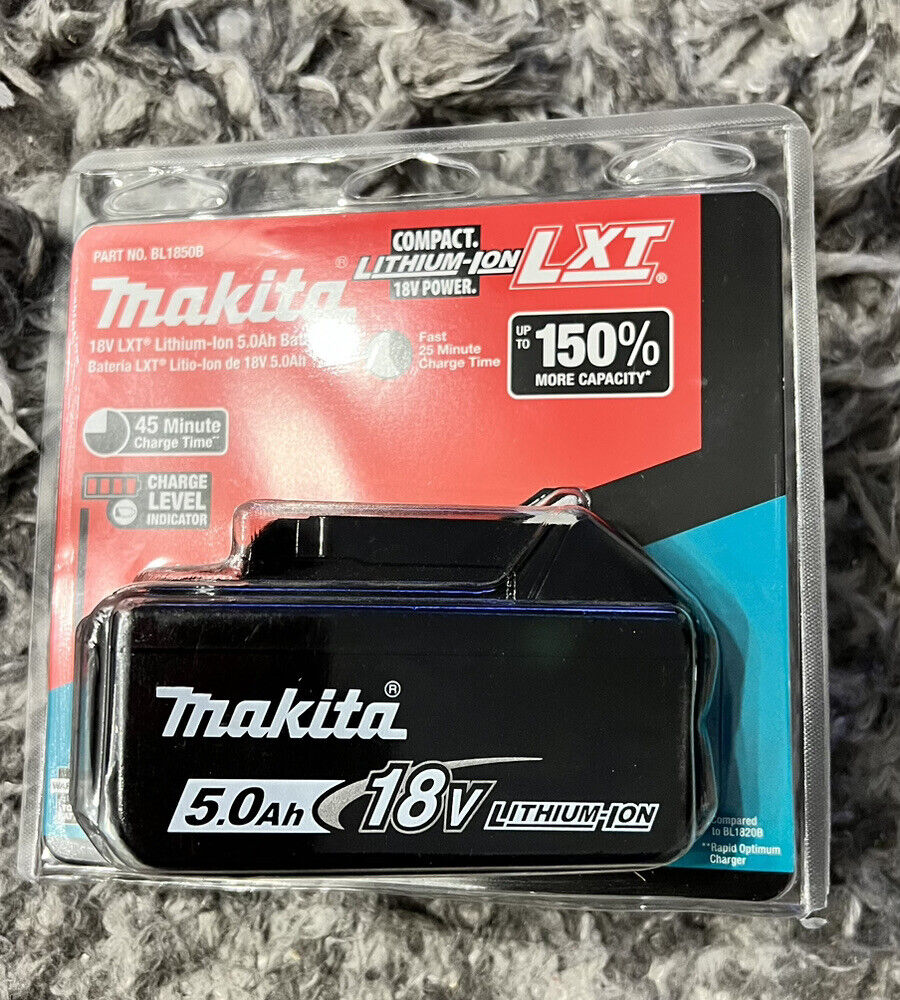 PART NO. BL1850B
makita®
18V LXT® Lithium-Ion 5.0Ah
Batería LXT® Litio-Ion de 18V 5.0Ah
COMPACT.
LITHIUM-ION
18V POWER.
LXT®
Fast
25 Minute
Charge Time
UP TO 150%
MORE CAPACITY*
45 Minute
Charge Time**
CHARGE
LEVEL
INDICATOR
makita®
5.0Ah 18V LITHIUM-ION
Compared
to BL1820B
**Rapid Optimum
Charger